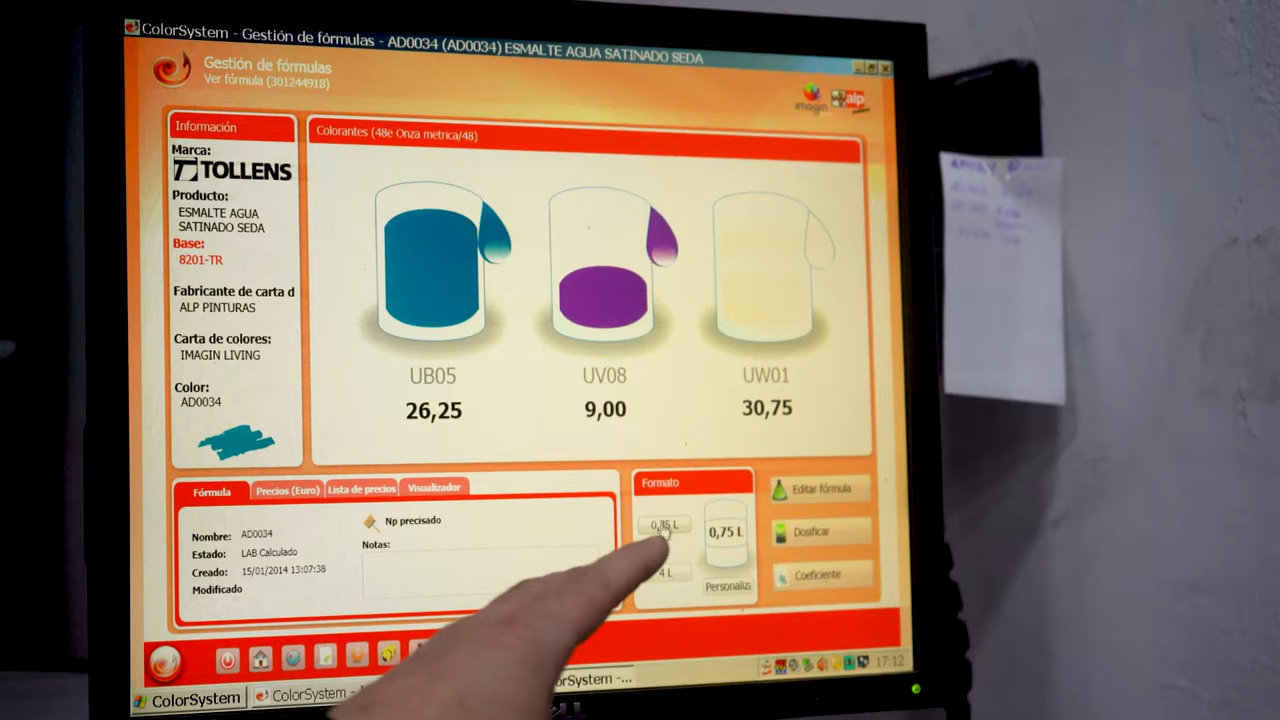 ColorSystem - Gestión de fórmulas - AD0034 (AD0034) ESMALTE AGUA SATINADO SEDA
Gestión de fórmulas
Ver fórmula (30124491B)
imagin
alp
Información
Marca:
TOLLENS
Producto:
ESMALTE AGUA
SATINADO SEDA
Base:
8201-TR
Fabricante de carta d
ALP PINTURAS
Carta de colores:
IMAGIN LIVING
Color:
AD0034
Colorantes (48e Onza metrica/48)
UB05
UV08
UW01
26,25
9,00
30,75
Fórmula
Precios (Euro)
Lista de precios
Visualizador
Nombre: AD0034
Estado: LAB Calculado
Creado: 15/01/2014 13:07:38
Modificado
Np precisado
Notas:
Formato
0,75 L
4 L
0,75 L
Personaliz
Editar fórmula
Dosificar
Coeficiente
ColorSystem
ColorSystem -
orSystem -...
17:12